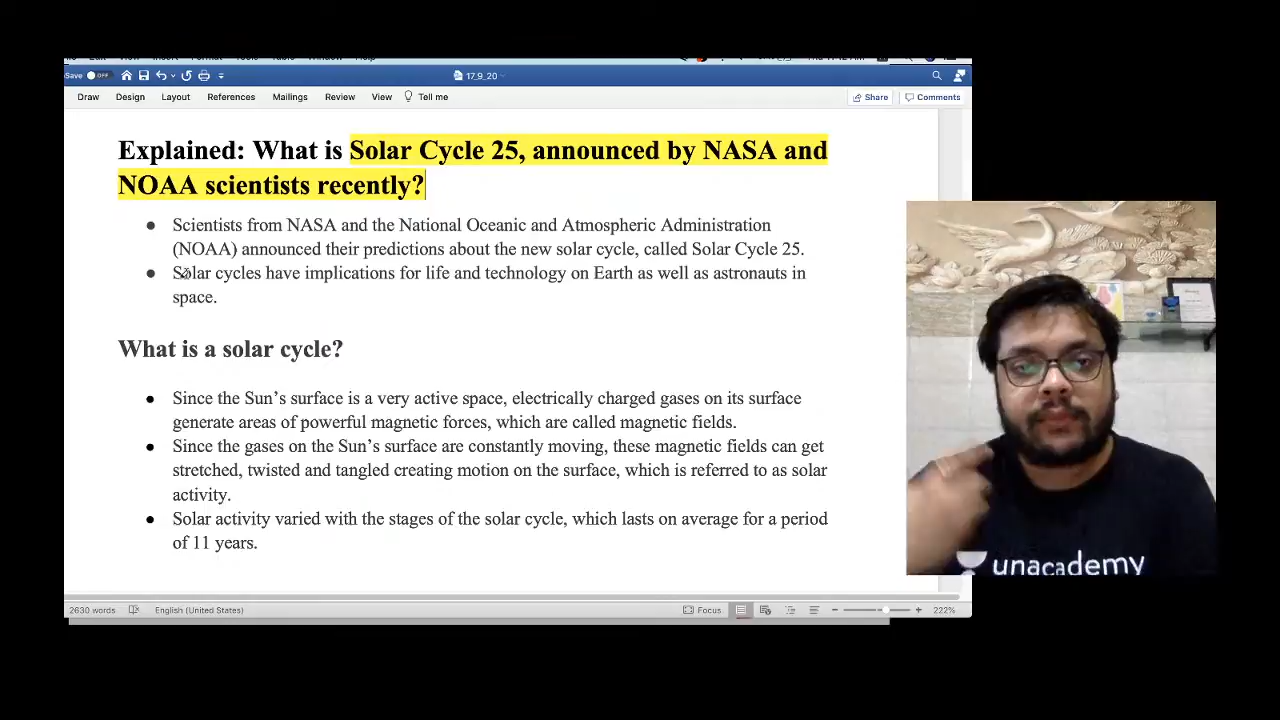 Save OFF 17_9_20
Draw Design Layout References Mailings Review View Tell me Share Comments
Explained: What is Solar Cycle 25, announced by NASA and
NOAA scientists recently?
● Scientists from NASA and the National Oceanic and Atmospheric Administration
(NOAA) announced their predictions about the new solar cycle, called Solar Cycle 25.
● Solar cycles have implications for life and technology on Earth as well as astronauts in
space.
What is a solar cycle?
● Since the Sun’s surface is a very active space, electrically charged gases on its surface
generate areas of powerful magnetic forces, which are called magnetic fields.
● Since the gases on the Sun’s surface are constantly moving, these magnetic fields can get
stretched, twisted and tangled creating motion on the surface, which is referred to as solar
activity.
● Solar activity varied with the stages of the solar cycle, which lasts on average for a period
of 11 years.
unacademy
2630 words English (United States) Focus 222%